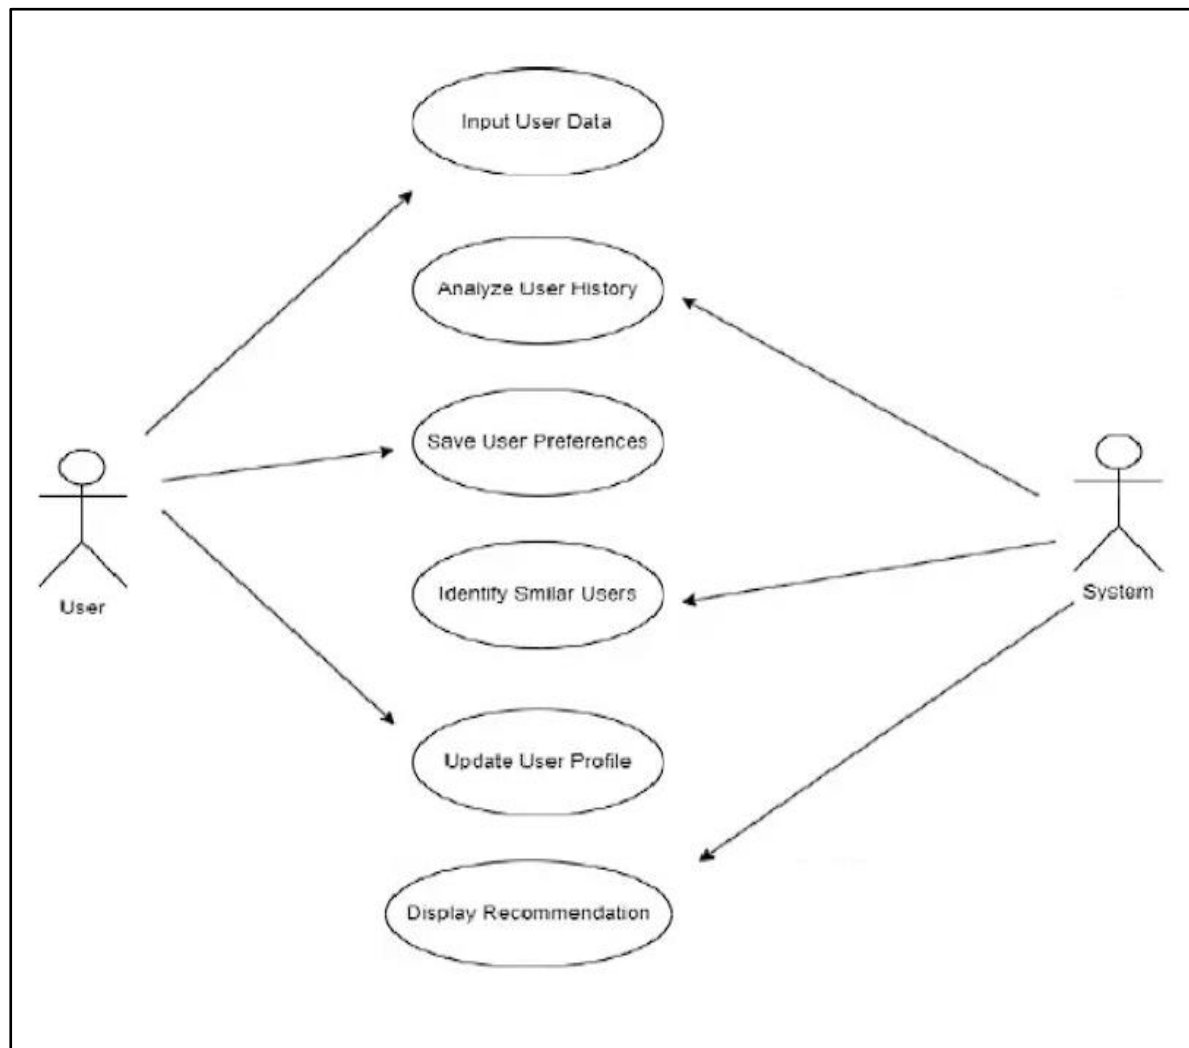 Input User Data
Analyze User History
Save User Preferences
Identify Smilar Users
User
System
Update User Profile
Display Recommendation